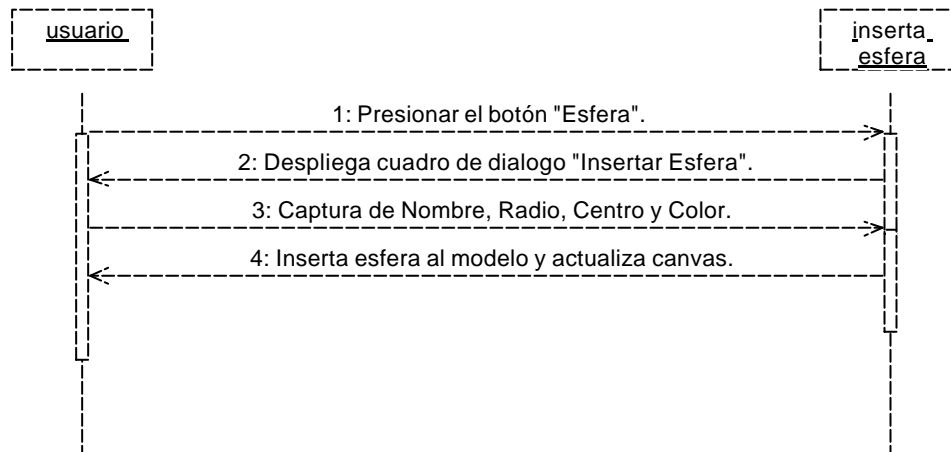 usuario
inserta
esfera
1: Presionar el botón "Esfera".
2: Despliega cuadro de dialogo "Insertar Esfera".
3: Captura de Nombre, Radio, Centro y Color.
4: Inserta esfera al modelo y actualiza canvas.